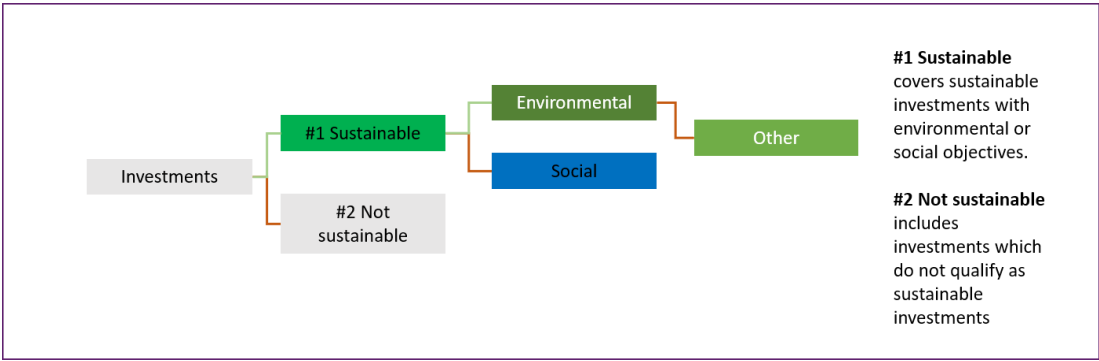 Investments
#1 Sustainable
#2 Not
sustainable
Environmental
Social
Other
#1 Sustainable
covers sustainable
investments with
environmental or
social objectives.
#2 Not sustainable
includes
investments which
do not qualify as
sustainable
investments